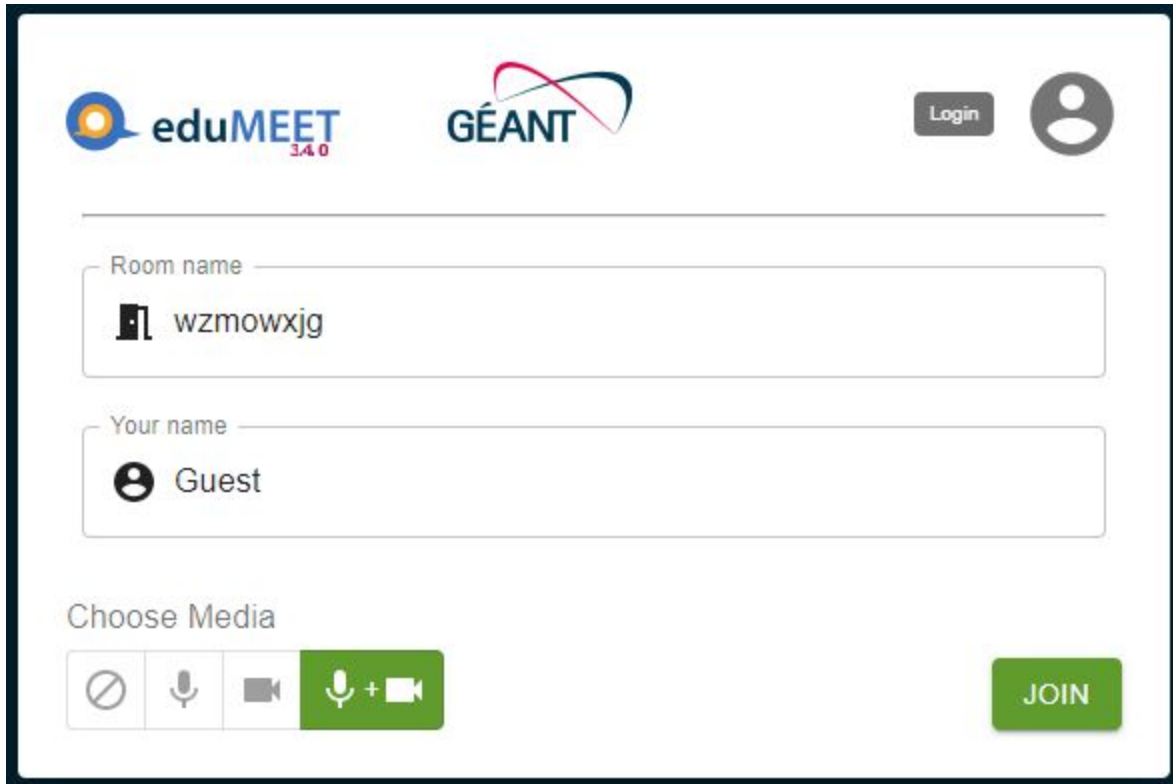 eduMEET
3.4.0
GÉANT
Login
Room name
wzmowxjg
Your name
Guest
Choose Media
+
JOIN